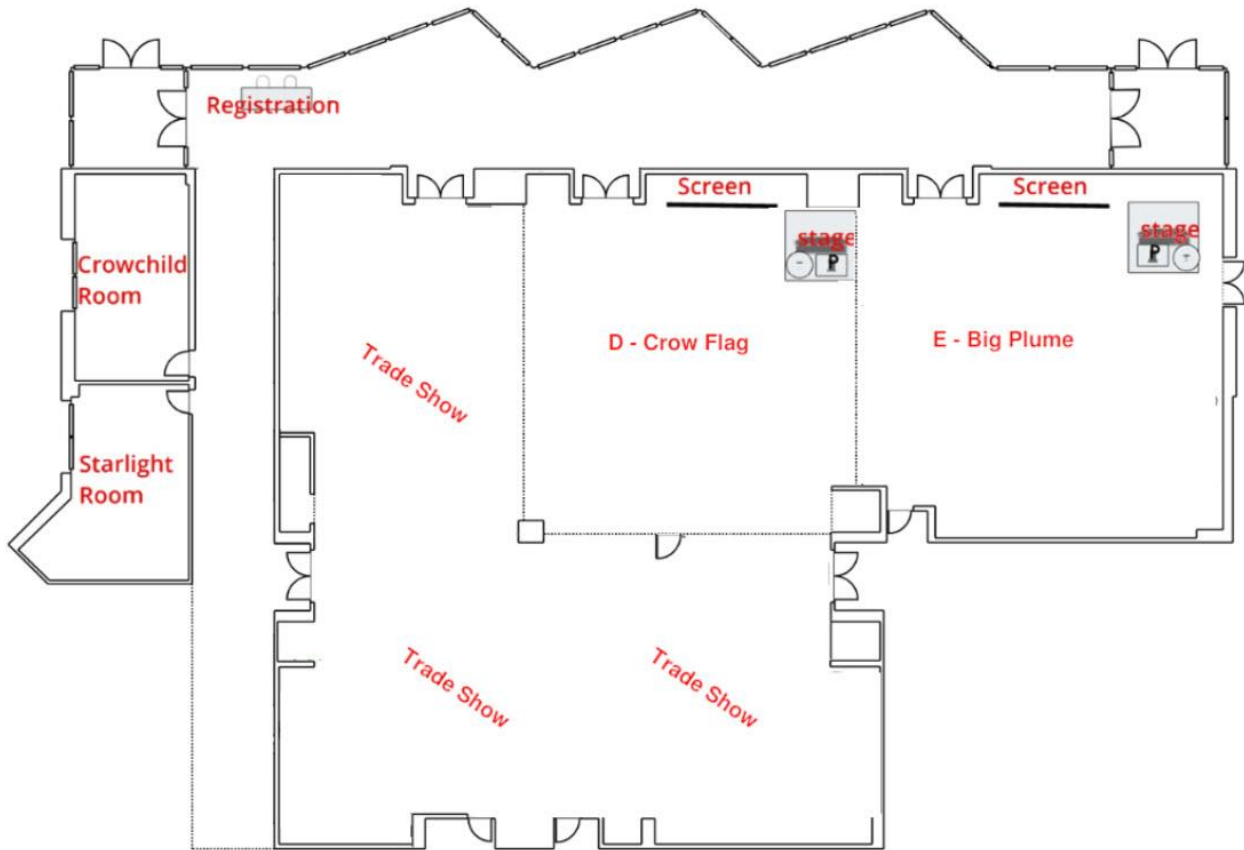 Registration
Screen
Screen
stage
stage
Crowchild
Room
D - Crow Flag
E - Big Plume
Trade Show
Starlight
Room
Trade Show
Trade Show